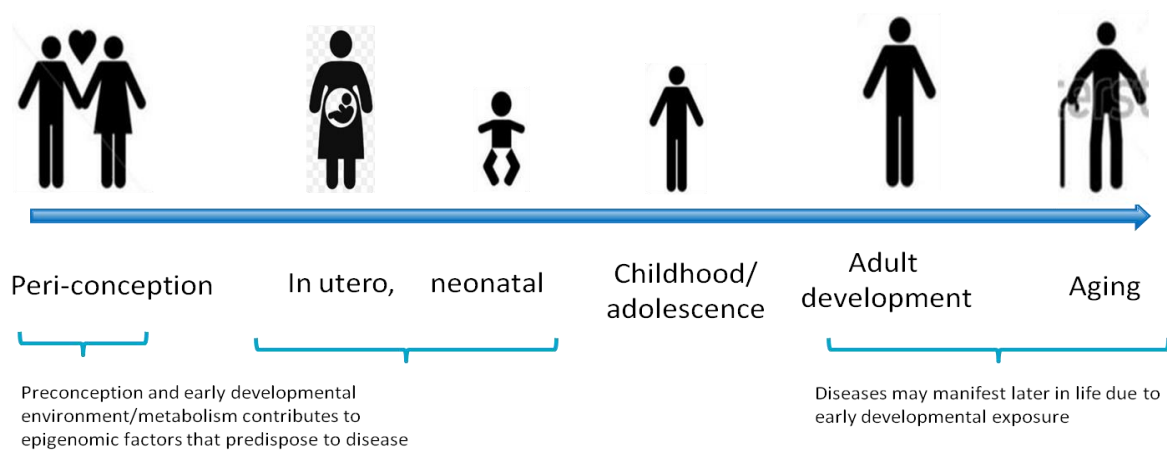 Peri-conception
In utero,
neonatal
Childhood/
adolescence
Adult
development
Aging
Preconception and early developmental
environment/metabolism contributes to
epigenomic factors that predispose to disease
Diseases may manifest later in life due to
early developmental exposure